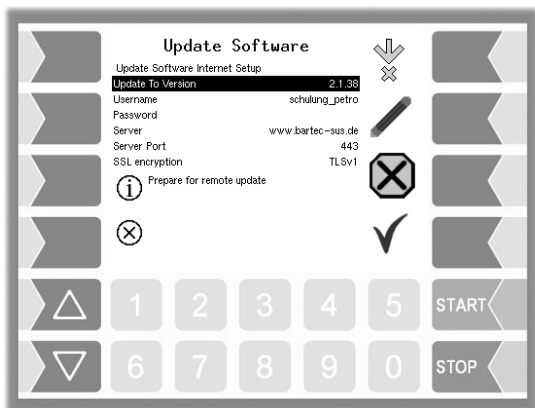 Update Software
Update Software Internet Setup
Update To Version 2.1.38
Username schulung_petro
Password
Server www.bartec-sus.de
Server Port 443
SSL encryption TLSv1
Prepare for remote update
1 2 3 4 5 START
6 7 8 9 0 STOP